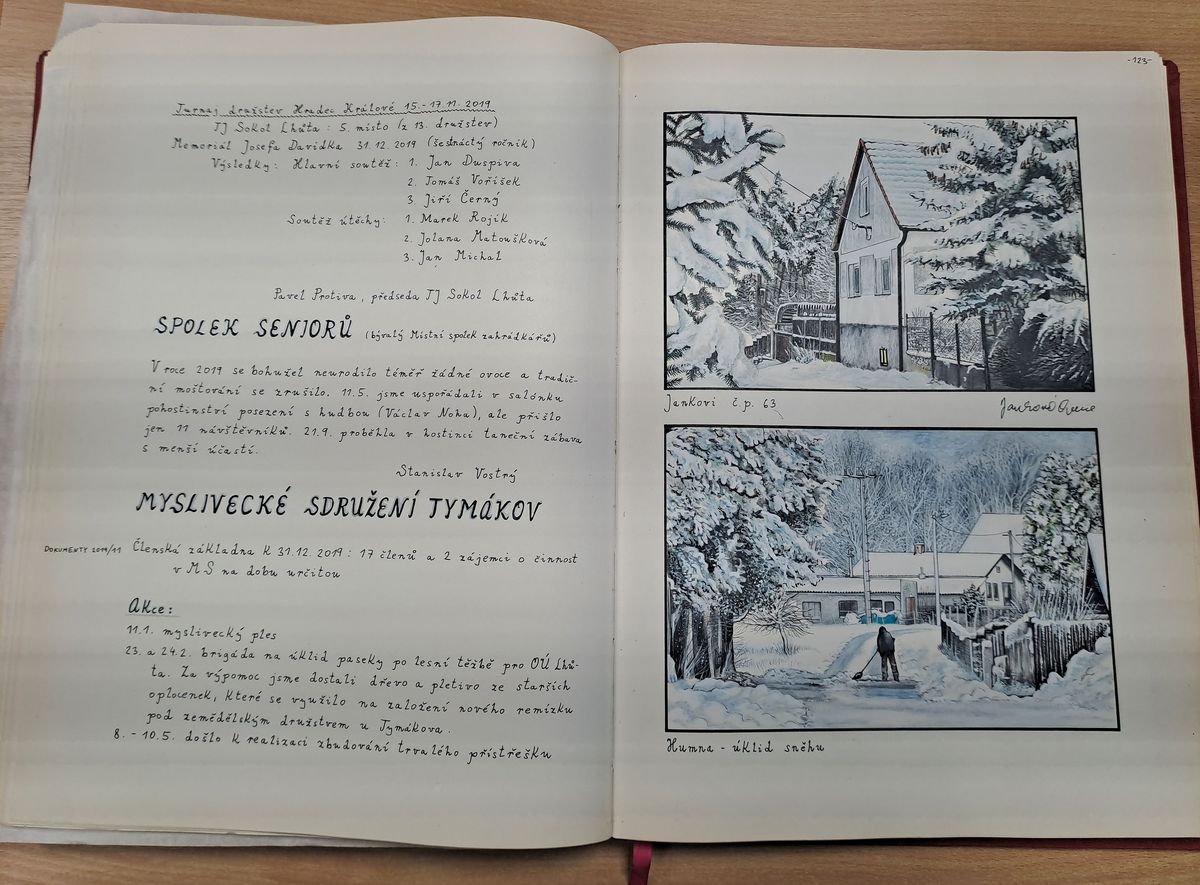 Turnaj družstev Hradec Králové 15.-17.11.2019
TJ Sokol Lhůta : 5. místo (z 13. družstev)
Memoriál Josefa Davidka 31.12.2019 (šestnáctý ročník)
Výsledky: Hlavní soutěž: 1. Jan Duspiva
2. Tomáš Voříšek
3. Jiří Černý
Soutěž útěchy: 1. Marek Rojík
2. Jolana Matoušková
3. Jan Michal
Pavel Protiva, předseda TJ Sokol Lhůta
SPOLEK SENIORŮ (bývalý Místní spolek zahrádkářů)
V roce 2019 se bohužel neurodilo téměř žádné ovoce a tradič-
ní moštování se zrušilo. 11.5. jsme uspořádali v salónku
pohostinství posezení s hudbou (Václav Noha), ale přišlo
jen 11 návštěvníků. 21.9. proběhla v hostinci taneční zábava
s menší účastí.
Stanislav Vostrý
MYSLIVECKÉ SDRUŽENÍ TYMÁKOV
DOKUMENTY 2019/11 Členská základna k 31.12.2019: 17 členů a 2 zájemci o činnost
v MS na dobu určitou
Akce:
11.1. myslivecký ples
23. a 24.2. brigáda na úklid paseky po lesní těžbě pro OÚ Lhů-
ta. Za výpomoc jsme dostali dřevo a pletivo ze starších
oplocenek, které se využilo na založení nového remízku
pod zemědělským družstvem u Tymákova.
8. - 10.5. došlo k realizaci zbudování trvalého přístřešku
-123-
Jankovi č.p. 63
Humna - úklid sněhu